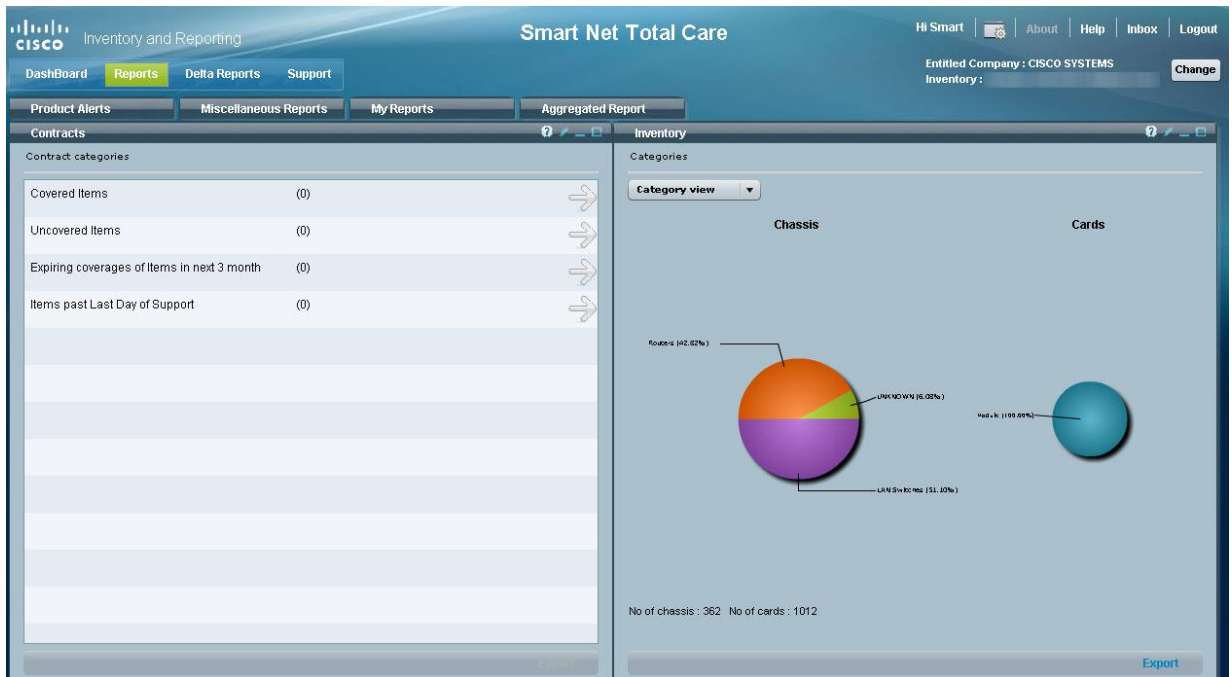 CISCO
Inventory and Reporting
Smart Net Total Care
Hi Smart
About
Help
Inbox
Logout
DashBoard
Reports
Delta Reports
Support
Entitled Company : CISCO SYSTEMS
Inventory :
Change
Product Alerts
Miscellaneous Reports
My Reports
Aggregated Report
Contracts
Contract categories
Covered Items (0)
Uncovered Items (0)
Expiring coverages of Items in next 3 month (0)
Items past Last Day of Support (0)
Export
Inventory
Categories
Category view
Chassis
Cards
Routers (42.82%)
UNKNOWN (6.08%)
LAN Switches (51.10%)
(100.00%)
No of chassis : 362 No of cards : 1012
Export